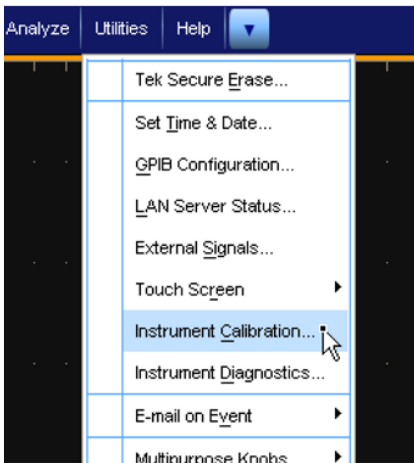 Analyze Utilities Help
Tek Secure Erase...
Set Time & Date...
GPIB Configuration...
LAN Server Status...
External Signals...
Touch Screen
Instrument Calibration...
Instrument Diagnostics...
E-mail on Event
Multipurpose Knobs